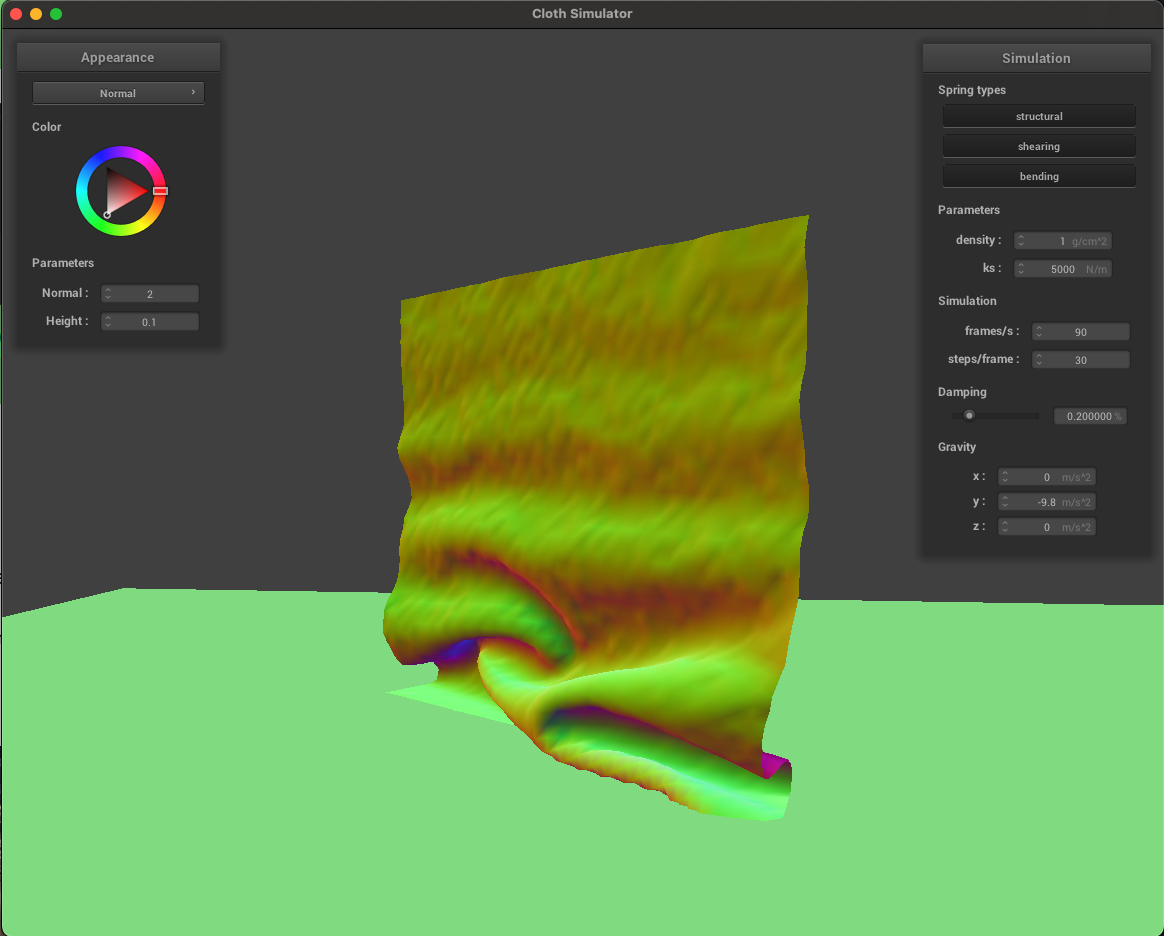 Cloth Simulator
Appearance
Normal ›
Color
Parameters
Normal : 2
Height : 0.1
Simulation
Spring types
structural
shearing
bending
Parameters
density : 1 g/cm^2
ks : 5000 N/m
Simulation
frames/s : 90
steps/frame : 30
Damping
0.200000 %
Gravity
x : 0 m/s^2
y : -9.8 m/s^2
z : 0 m/s^2